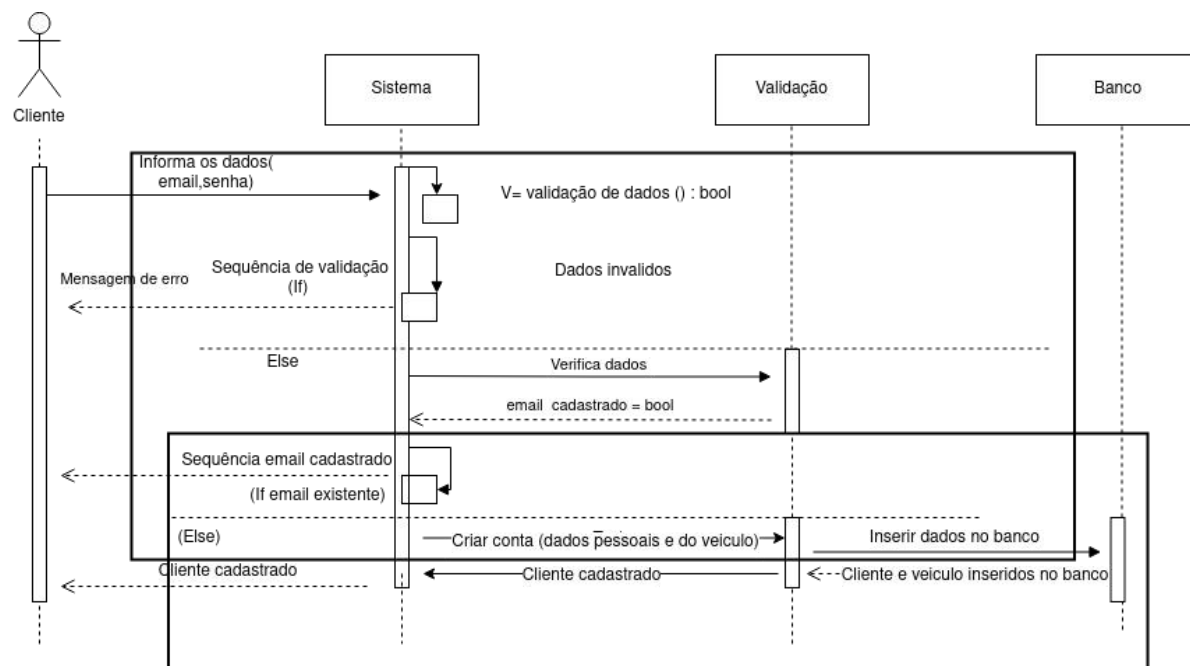 Cliente
Sistema
Validação
Banco
Informa os dados(
email,senha)
V= validação de dados () : bool
Sequência de validação
(If)
Dados invalidos
Mensagem de erro
Else
Verifica dados
email cadastrado = bool
Sequência email cadastrado
(If email existente)
(Else)
Criar conta (dados pessoais e do veiculo)
Inserir dados no banco
Cliente cadastrado
Cliente cadastrado
Cliente e veiculo inseridos no banco